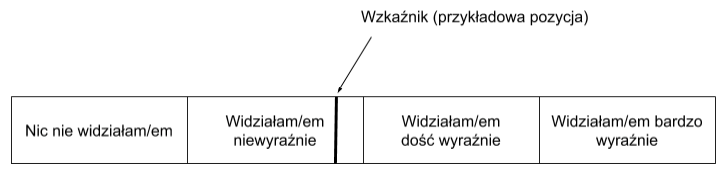 Wzkaźnik (przykładowa pozycja)
Nic nie widziałam/em
Widziałam/em
niewyraźnie
Widziałam/em
dość wyraźnie
Widziałam/em bardzo
wyraźnie